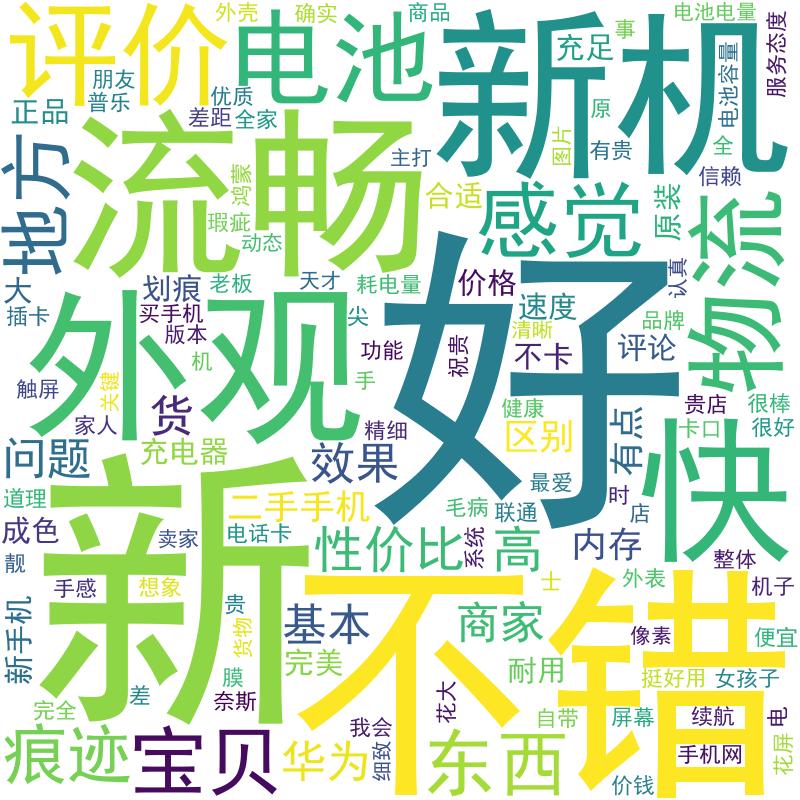 评价
外壳
确实
商品
电池电量
电池
新机
事
充足
服务态度
朋友
普乐
优质
差距
全家
正品
电池容量
原
图片
有贵
全
信赖
主打
地方
流畅
鸿蒙
合适
感觉
原装
物流
瑕疵
动态
大
插卡
划痕
老板
天才
耗电量
价格
认真
买手机
版本
尖
速度
品牌
外观
好
清晰
机
功能
祝贵
不卡
评论
触屏
关键
手
健康
贵店
很棒
家人
货
精细
区别
有点
卡口
很好
快
问题
充电器
效果
最爱
道理
新
二手手机
毛病
联通
时
店
成色
卖家
电话卡
性价比
系统
高
内存
整体
靓
手感
想象
不错
士
外表
机子
新手机
贵
货物
基本
商家
像素
便宜
完美
耐用
挺好用
女孩子
膜
差
奈斯
花大
完全
我会
自带
屏幕
续航
电
痕迹
宝贝
华为
细致
东西
手机网
花屏
价钱